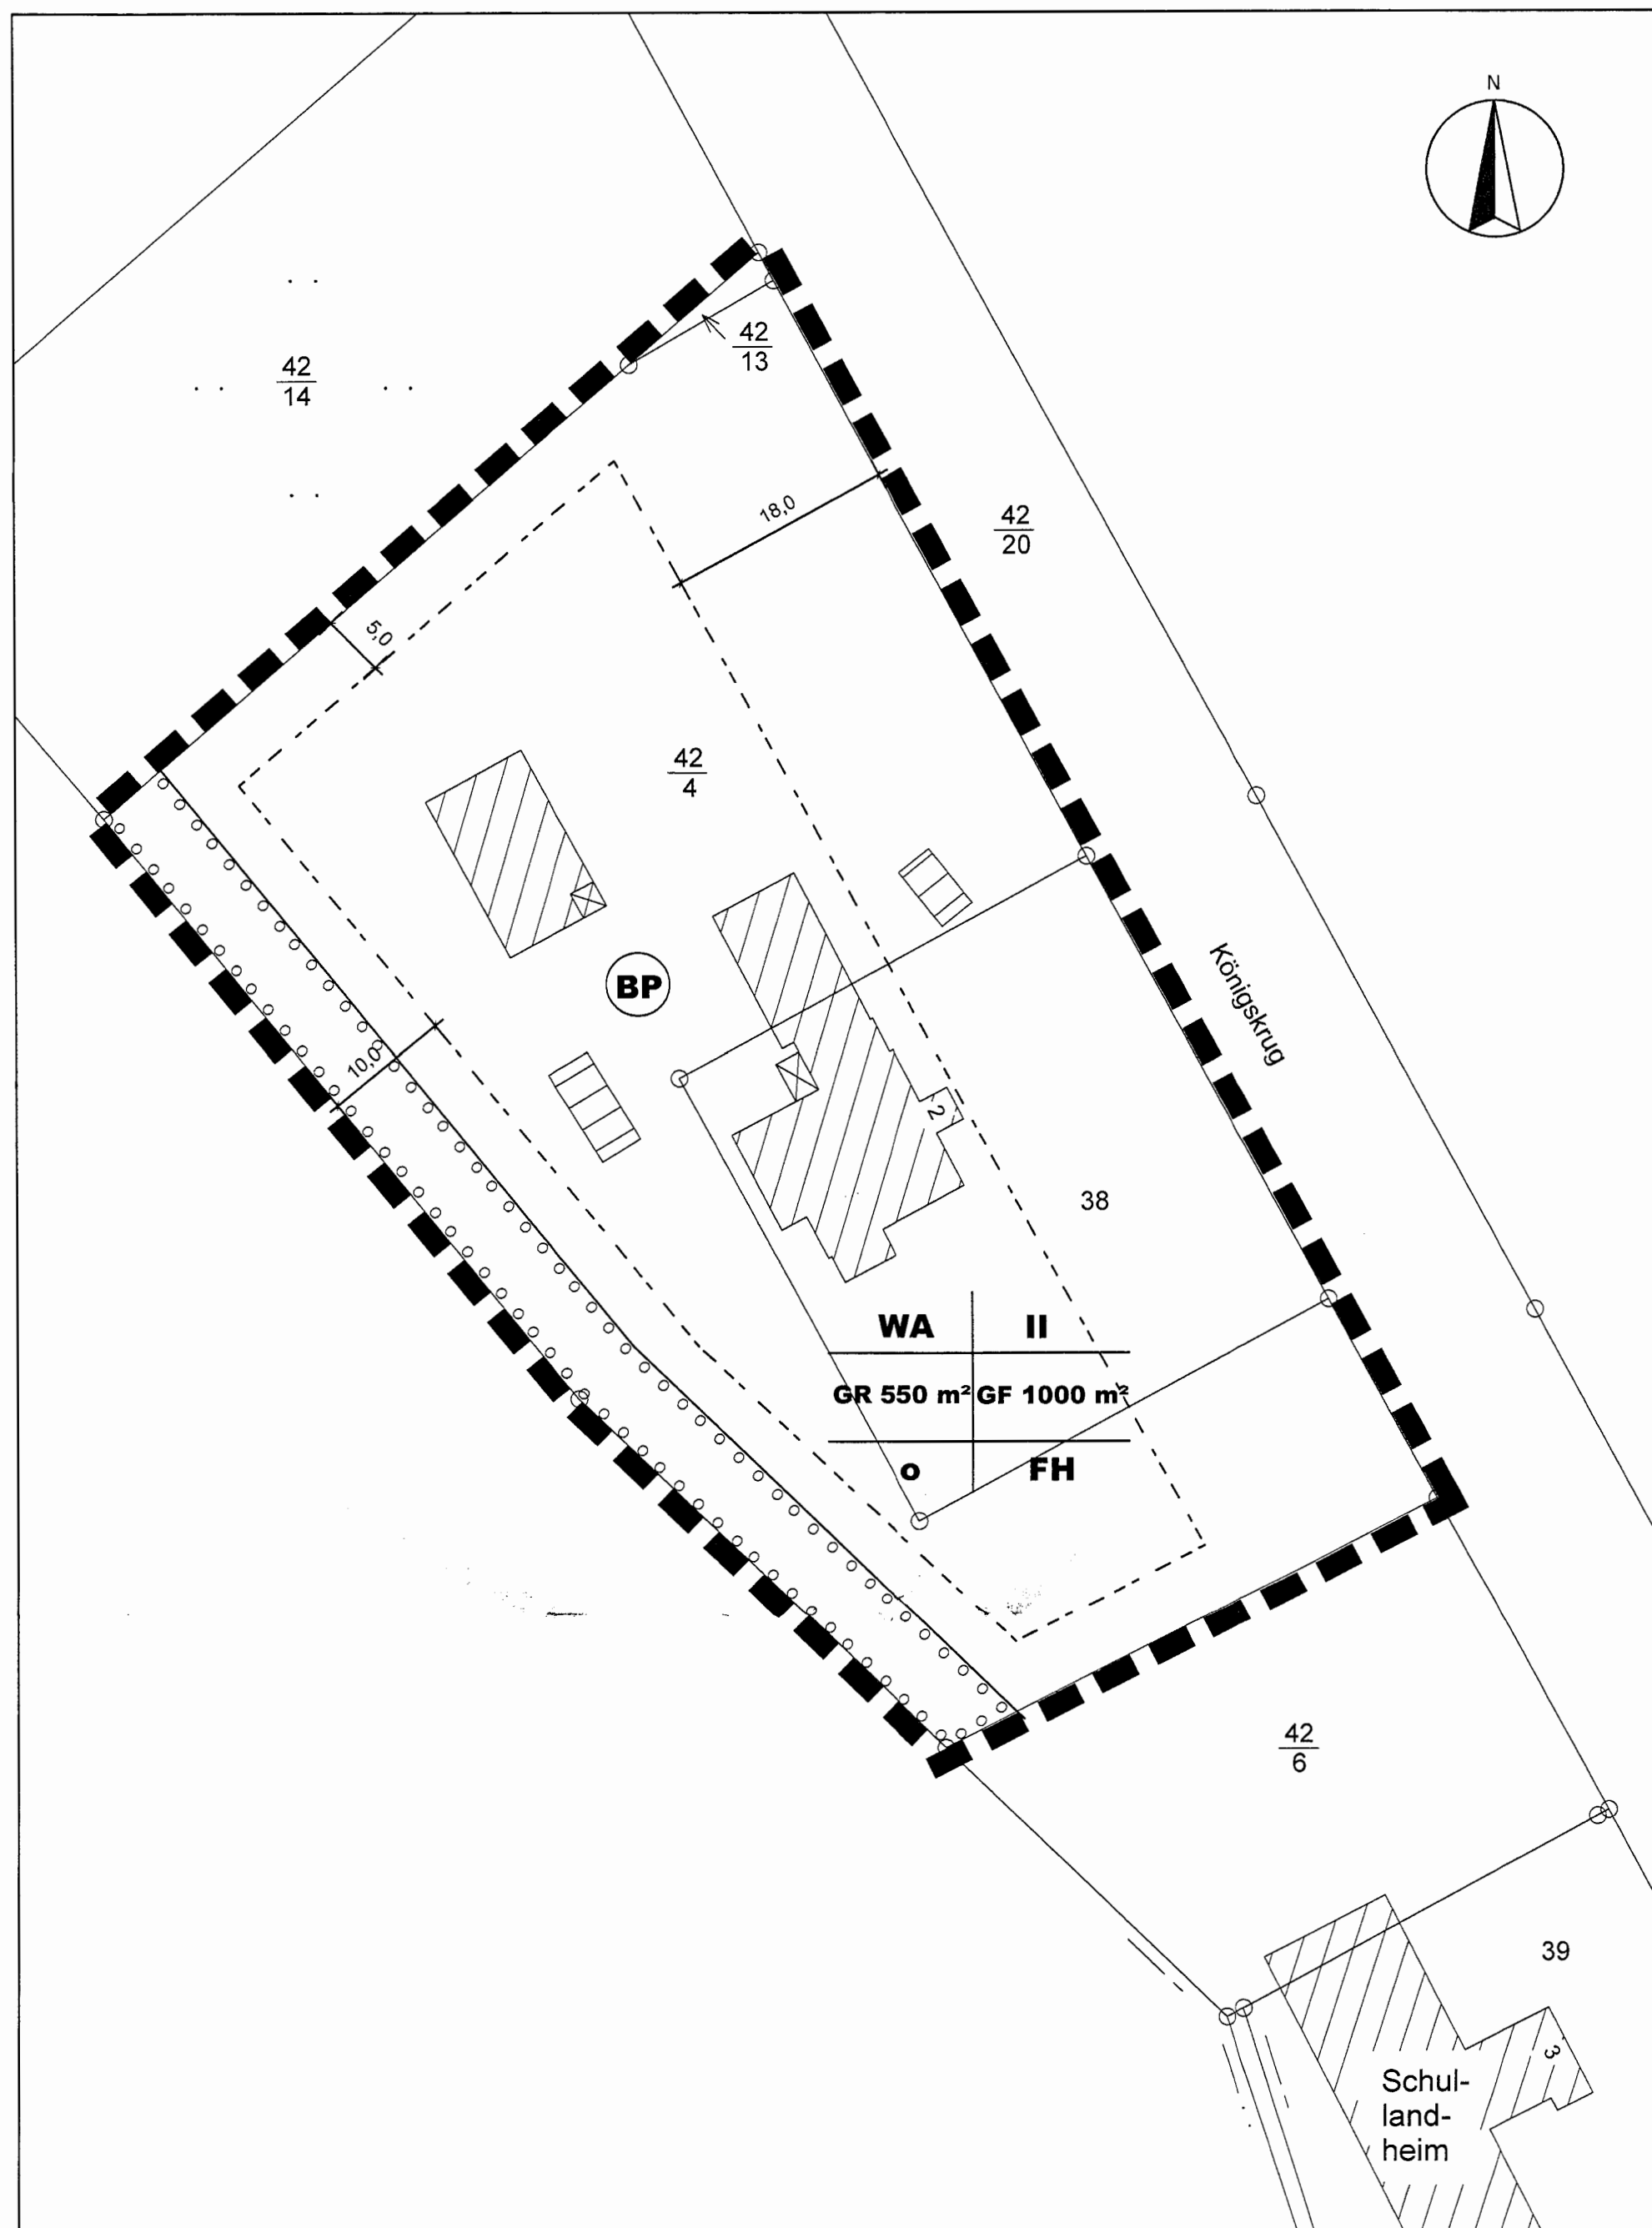 N
42
13
42
14
18,0
42
20
5,0
42
4
BP
Königskrug
10,0
2
38
WA II
GR 550 m² GF 1000 m²
o FH
42
6
39
3
Schul-
land-
heim